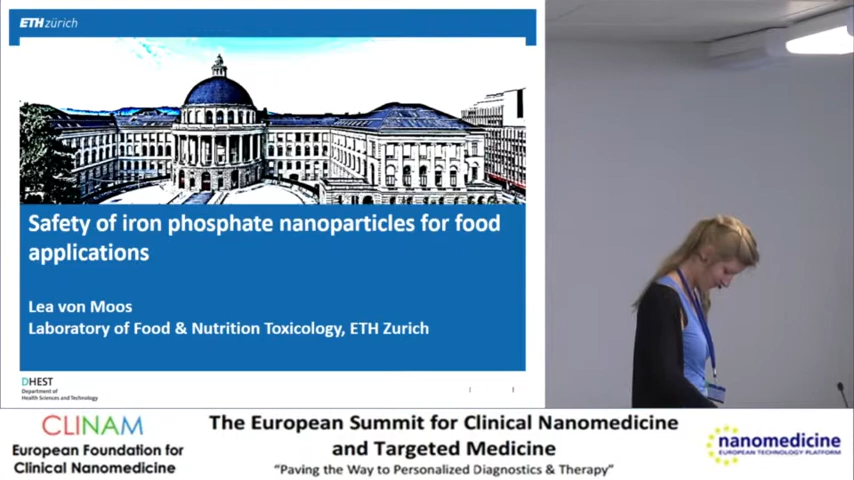 ETH zürich
Safety of iron phosphate nanoparticles for food
applications
Lea von Moos
Laboratory of Food & Nutrition Toxicology, ETH Zurich
DHEST
Department of
Health Sciences and Technology
CLINAM
European Foundation for
Clinical Nanomedicine
The European Summit for Clinical Nanomedicine
and Targeted Medicine
"Paving the Way to Personalized Diagnostics & Therapy"
nanomedicine
EUROPEAN TECHNOLOGY PLATFORM